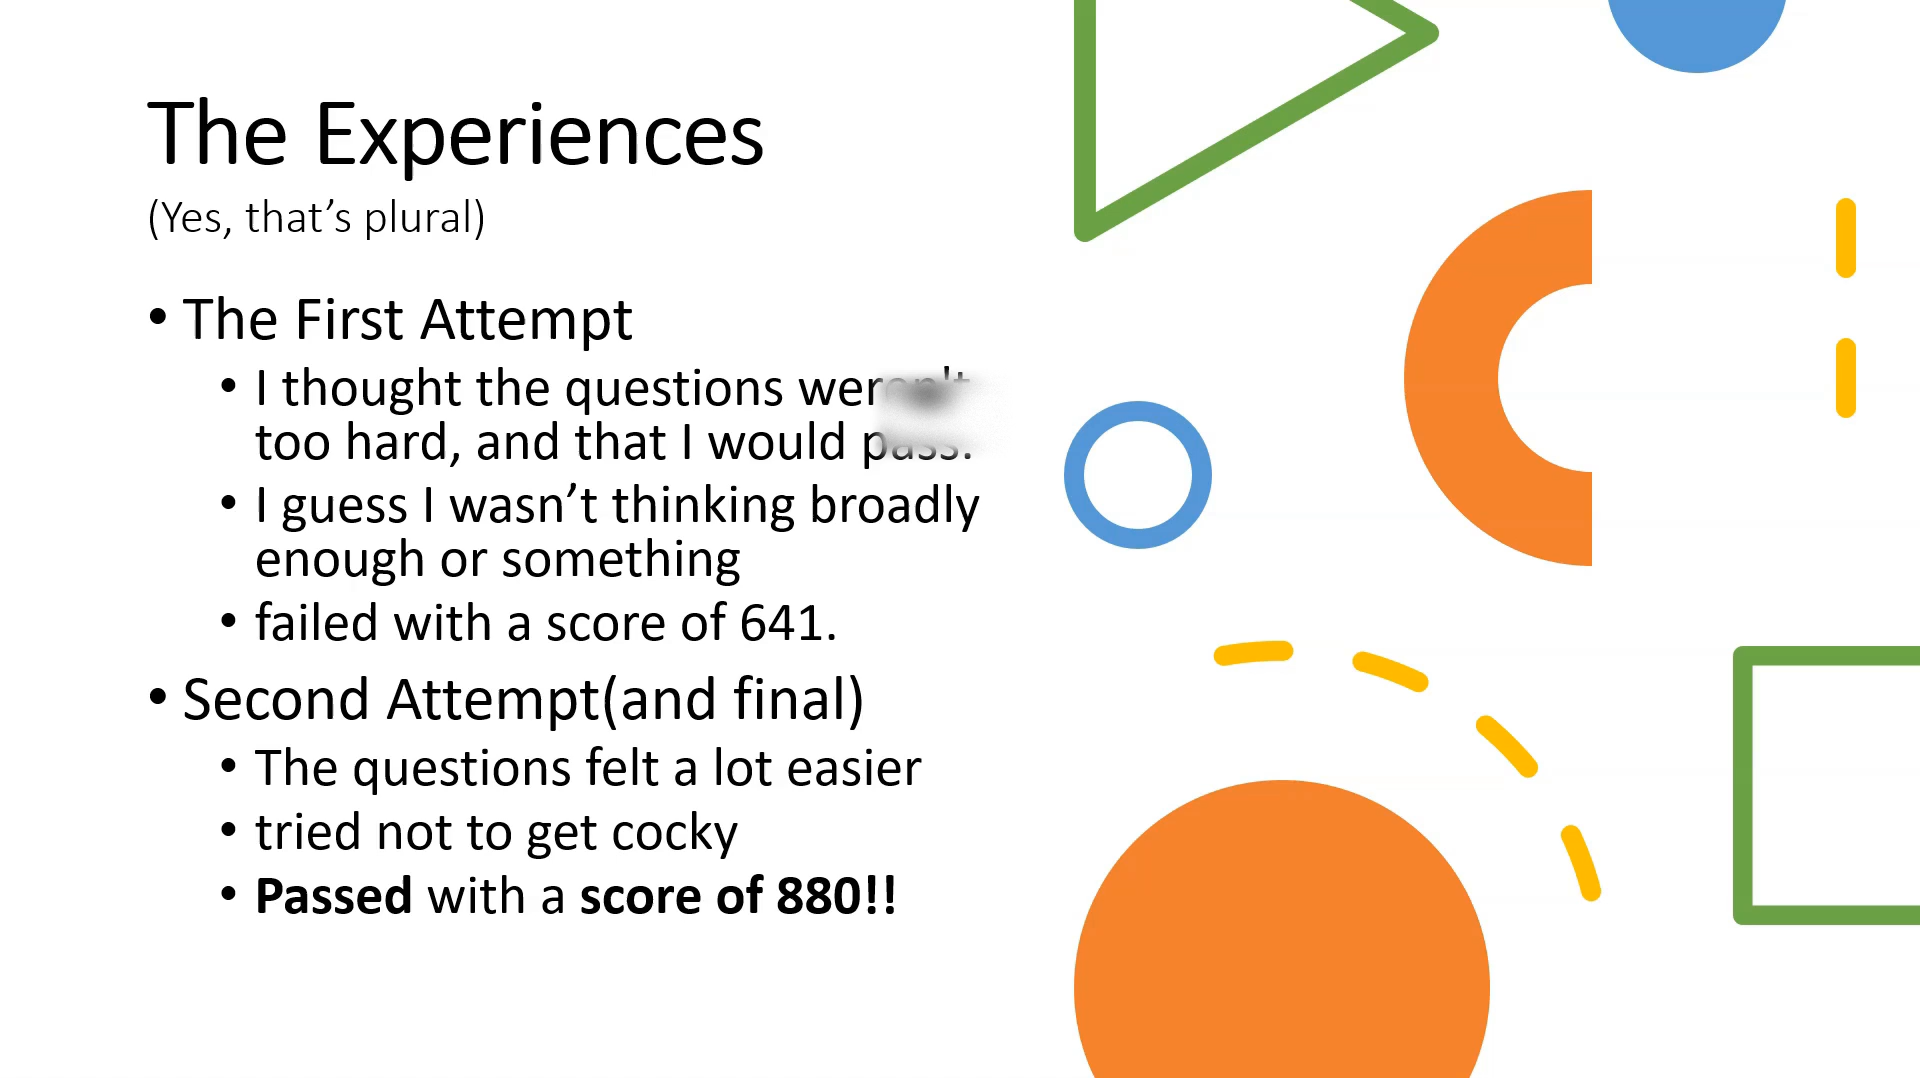 The Experiences
(Yes, that’s plural)
• The First Attempt
• I thought the questions weren't
too hard, and that I would pass.
• I guess I wasn’t thinking broadly
enough or something
• failed with a score of 641.
• Second Attempt(and final)
• The questions felt a lot easier
• tried not to get cocky
• Passed with a score of 880!!